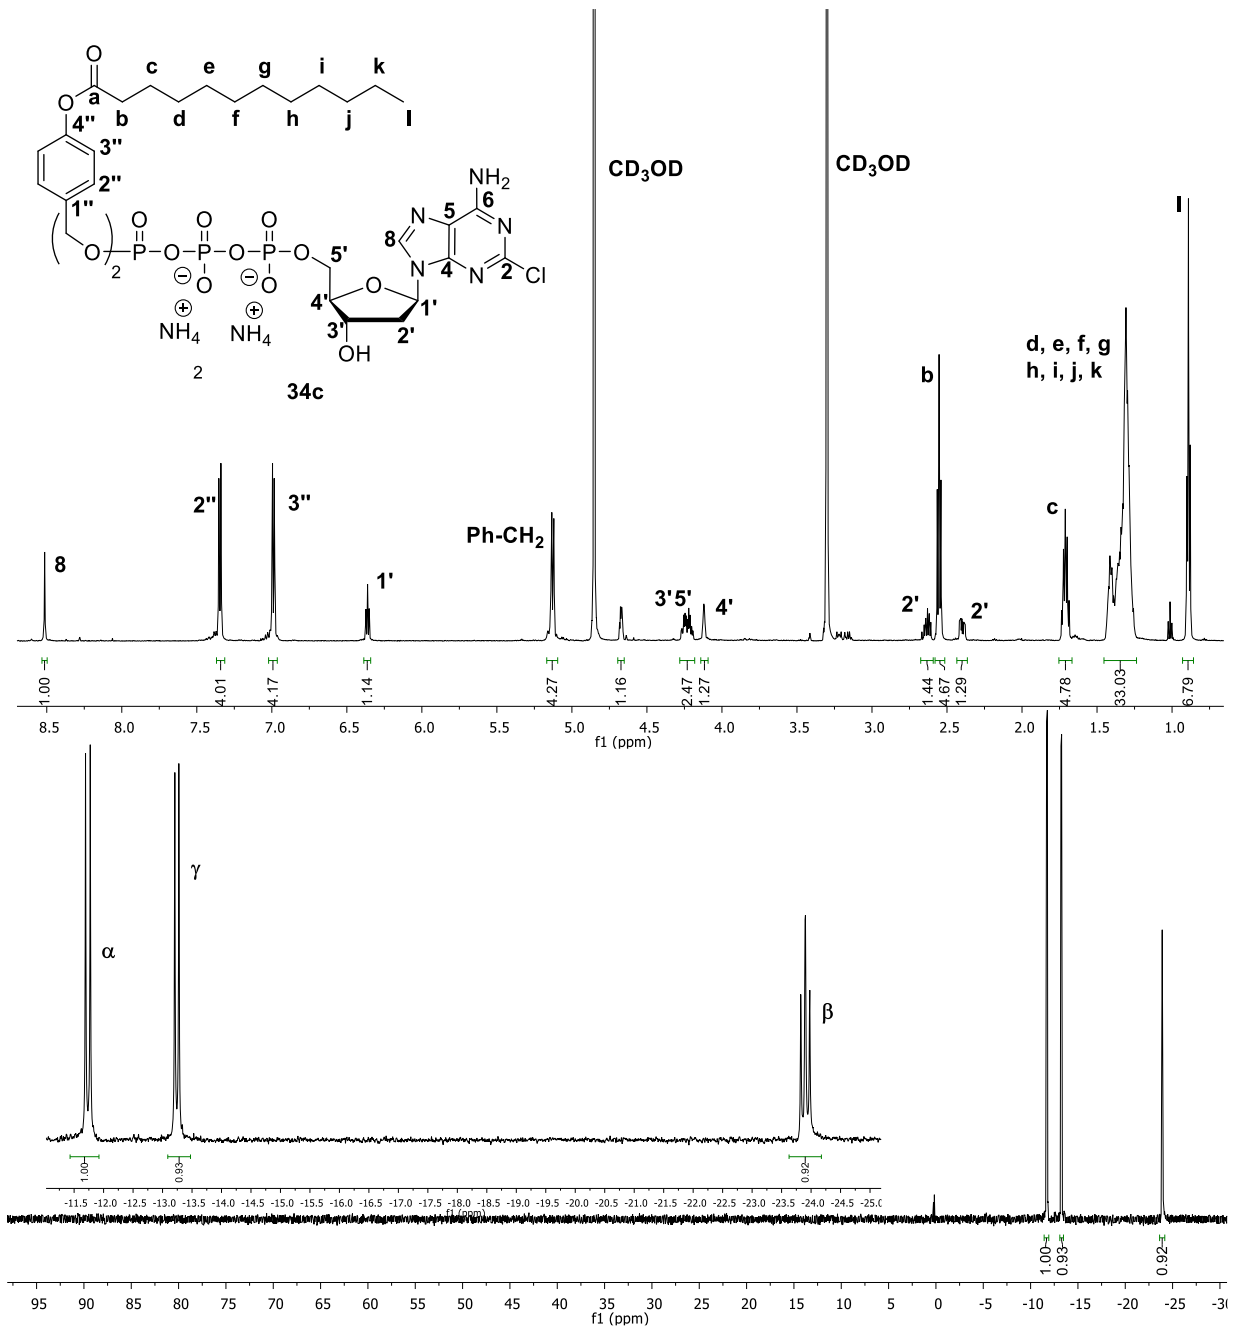 O
c e g i k
a
O
b d f h j l
4''
3''
2''
1''
NH2
6
5
N
N
8
N
4
N
2
Cl
O O O
( O ) 2 P O P O P O
5'
O− O−
NH4+ NH4+
O
4' 1'
3' 2'
OH
2
34c
CD3OD
CD3OD
l
d, e, f, g
h, i, j, k
b
2'' 3''
8
1'
Ph-CH2
3' 5' 4'
2' 2'
c
1.00 4.01 4.17 1.14 4.27 1.16 2.47 1.27 1.44 4.67 1.29 4.78 33.03 6.79
8.5 8.0 7.5 7.0 6.5 6.0 5.5 5.0 4.5 4.0 3.5 3.0 2.5 2.0 1.5 1.0
f1 (ppm)
α
γ
β
1.00 0.93 0.92
-11.5 -12.0 -12.5 -13.0 -13.5 -14.0 -14.5 -15.0 -15.5 -16.0 -16.5 -17.0 -17.5 -18.0 -18.5 -19.0 -19.5 -20.0 -20.5 -21.0 -21.5 -22.0 -22.5 -23.0 -23.5 -24.0 -24.5 -25.0
f1 (ppm)
1.00 0.93 0.92
95 90 85 80 75 70 65 60 55 50 45 40 35 30 25 20 15 10 5 0 -5 -10 -15 -20 -25 -30
f1 (ppm)